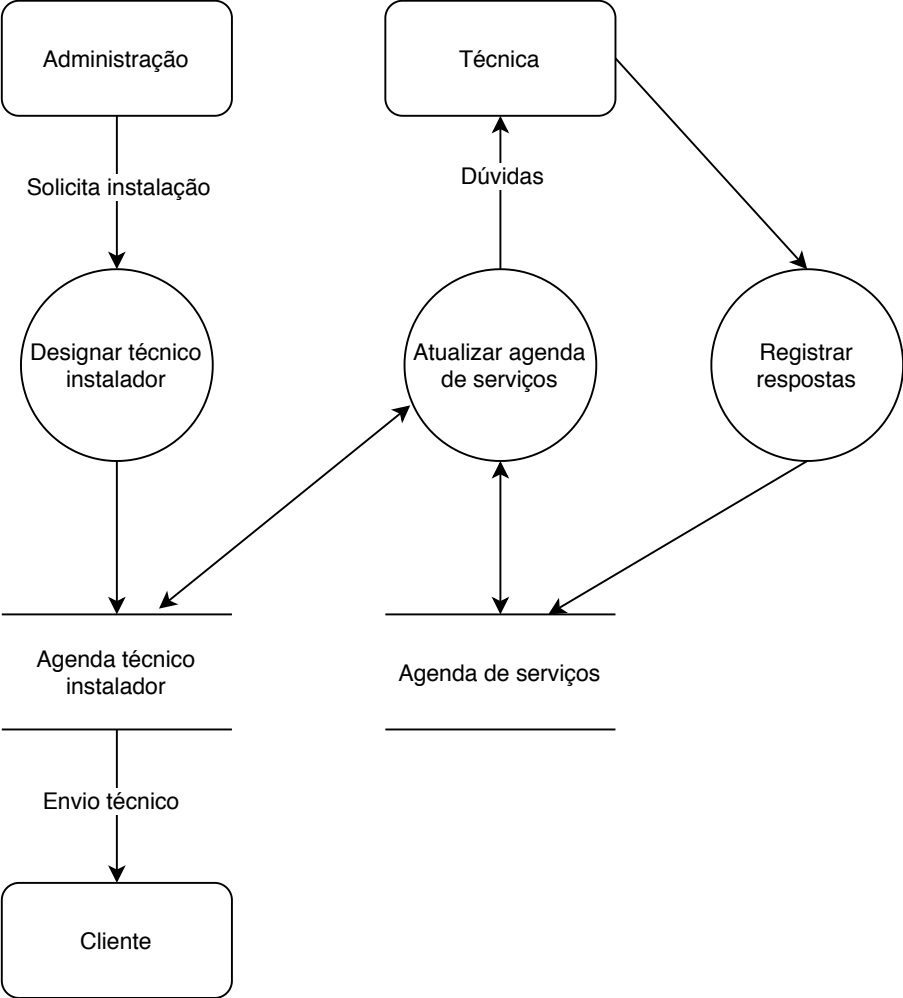 Administração
Técnica
Solicita instalação
Dúvidas
Designar técnico
instalador
Atualizar agenda
de serviços
Registrar
respostas
Agenda técnico
instalador
Agenda de serviços
Envio técnico
Cliente